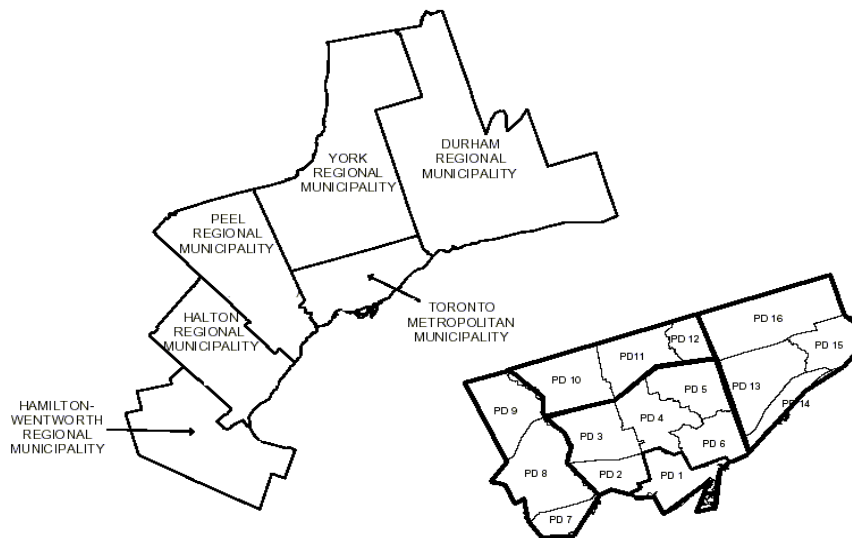 YORK
REGIONAL
MUNICIPALITY
DURHAM
REGIONAL
MUNICIPALITY
PEEL
REGIONAL
MUNICIPALITY
HALTON
REGIONAL
MUNICIPALITY
TORONTO
METROPOLITAN
MUNICIPALITY
HAMILTON-
WENTWORTH
REGIONAL
MUNICIPALITY
PD 16
PD 12
PD 15
PD11
PD 10
PD 5
PD 13
PD 9
PD 14
PD 4
PD 3
PD 6
PD 8
PD 2
PD 1
PD 7